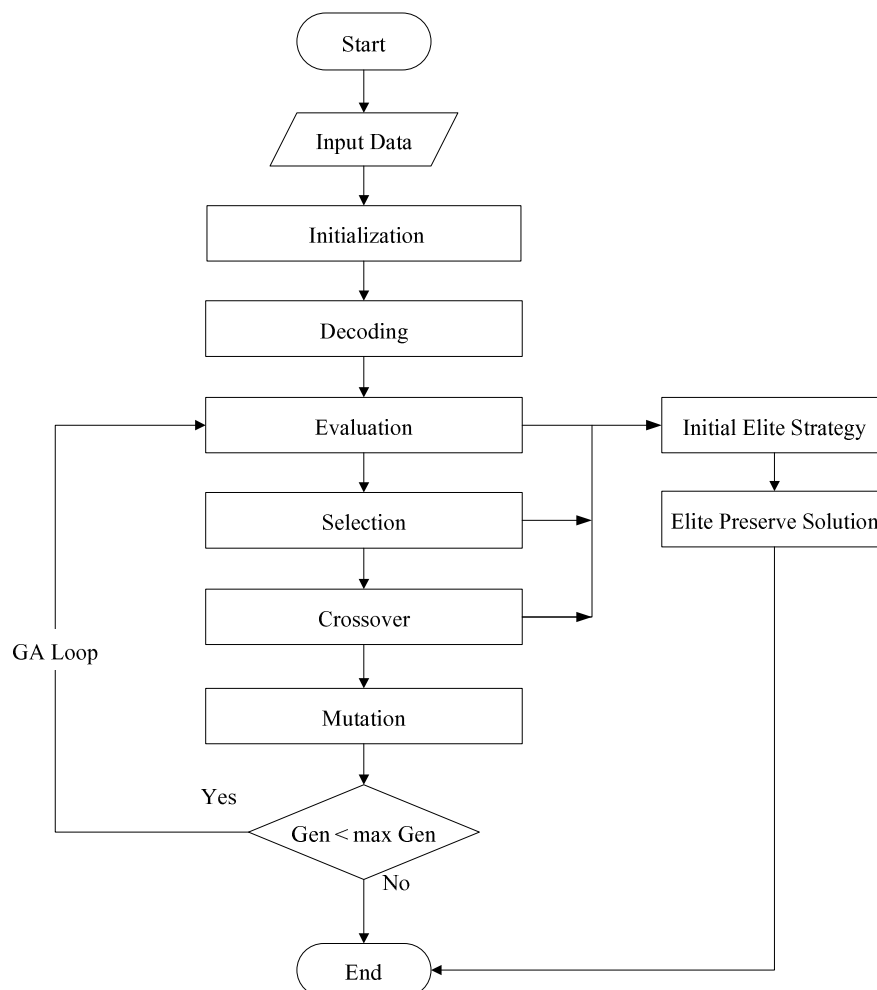 Start
Input Data
Initialization
Decoding
Evaluation
Initial Elite Strategy
Selection
Elite Preserve Solution
Crossover
GA Loop
Mutation
Yes
Gen < max Gen
No
End